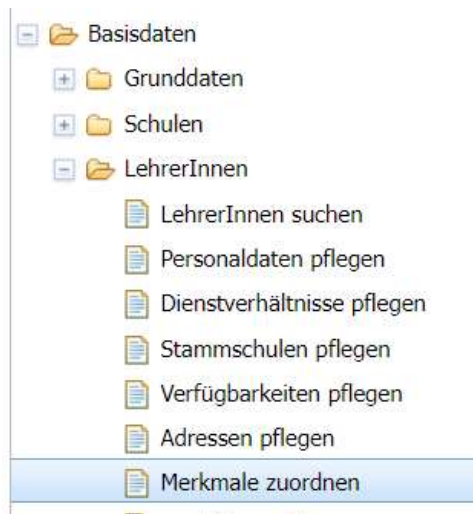 Basisdaten
Grunddaten
Schulen
LehrerInnen
LehrerInnen suchen
Personaldaten pflegen
Dienstverhältnisse pflegen
Stammschulen pflegen
Verfügbarkeiten pflegen
Adressen pflegen
Merkmale zuordnen